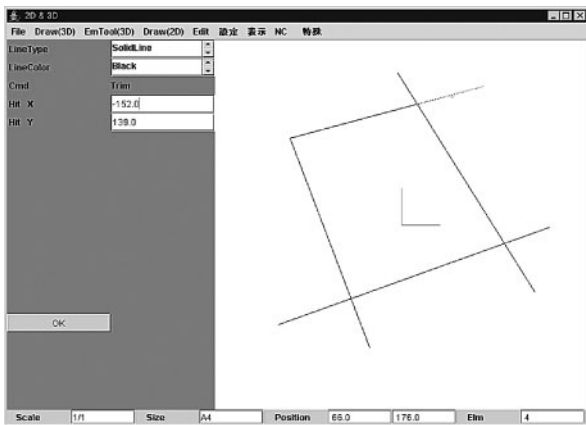 2D & 3D
File Draw(3D) EmTool(3D) Draw(2D) Edit 設定 表示 NC 特殊
LineType SolidLine
LineColor Black
Cmd Trim
Hit X -152.0
Hit Y 139.0
OK
Scale 1/1 Size A4 Position 66.0 176.0 Elm 4